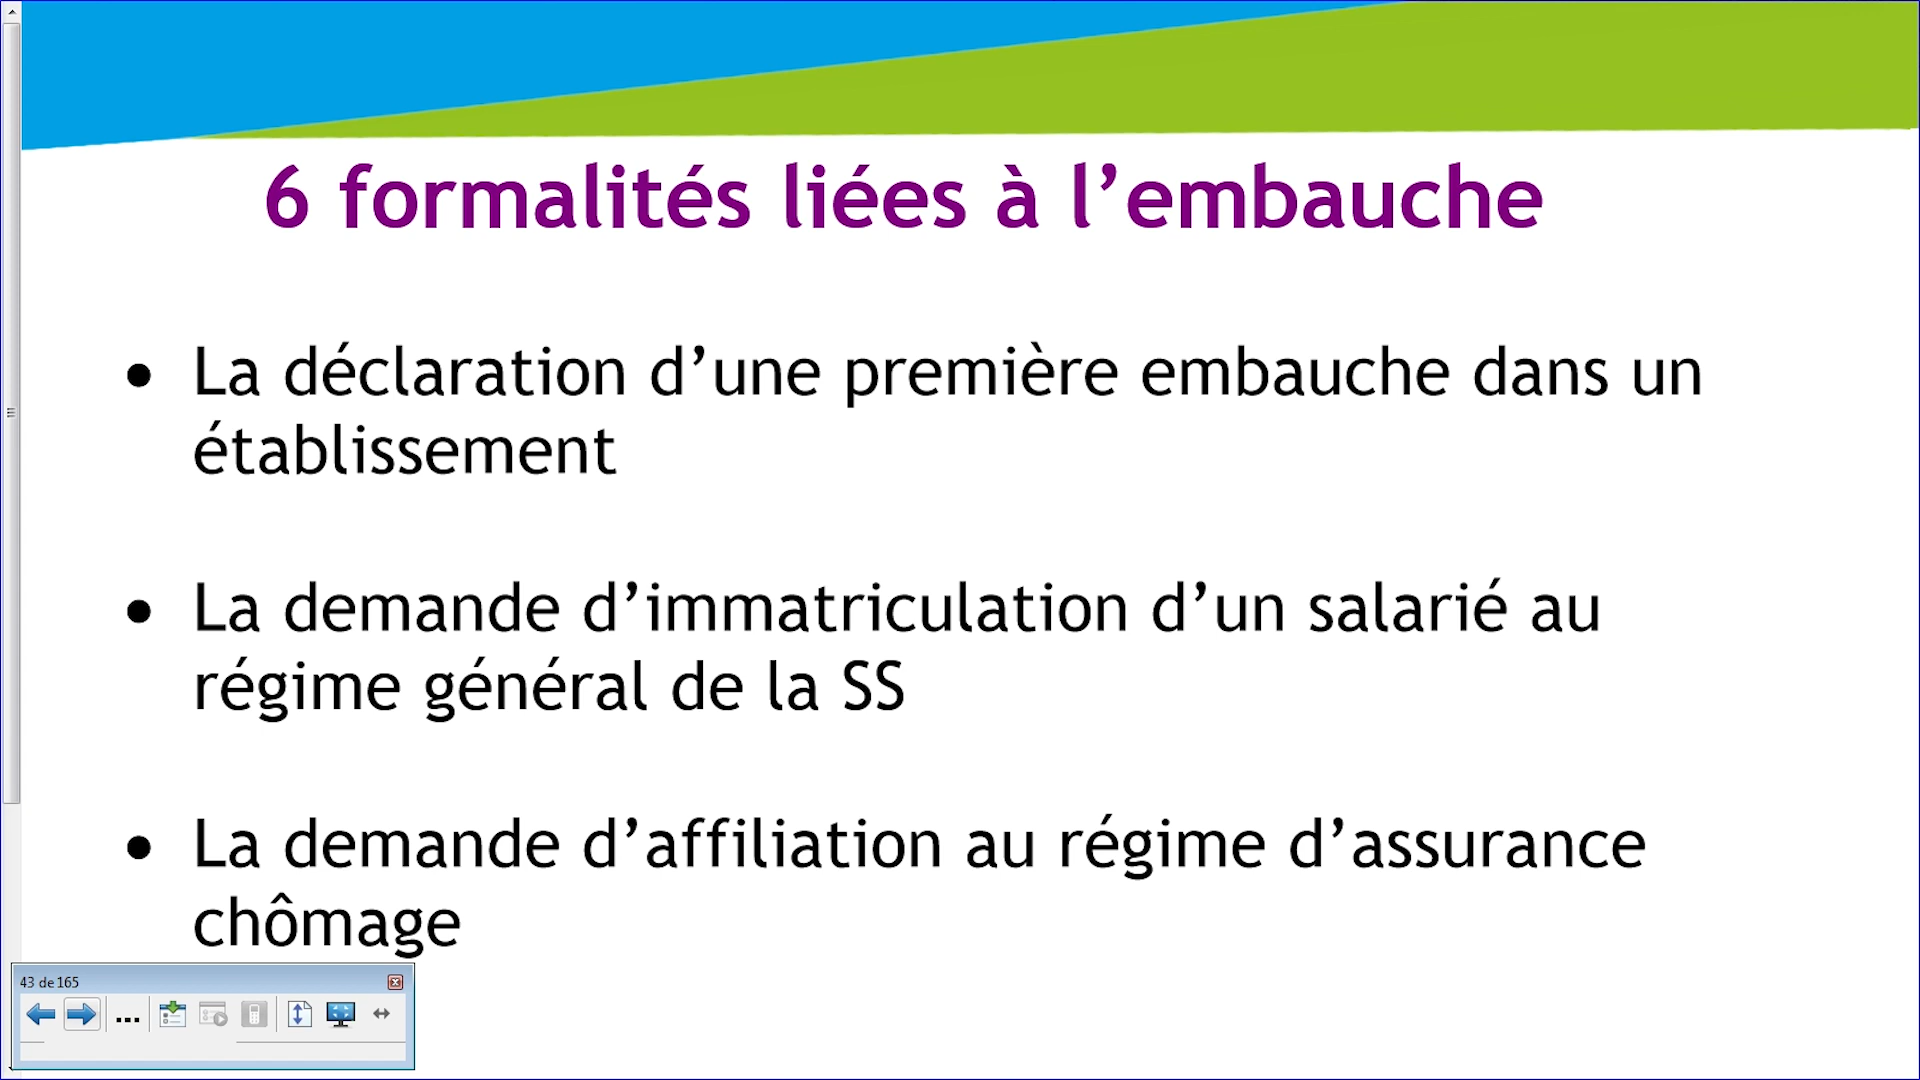 6 formalités liées à l’embauche
• La déclaration d’une première embauche dans un
établissement
• La demande d’immatriculation d’un salarié au
régime général de la SS
• La demande d’affiliation au régime d’assurance
chômage
43 de 165
...